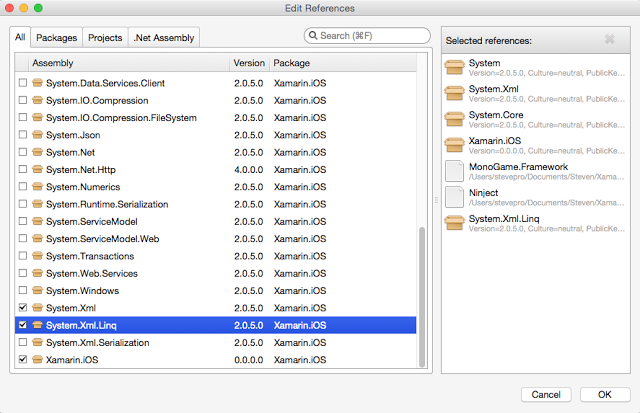 Edit References
All Packages Projects .Net Assembly
Search (⌘F)
Assembly Version Package
System.Data.Services.Client 2.0.5.0 Xamarin.iOS
System.IO.Compression 2.0.5.0 Xamarin.iOS
System.IO.Compression.FileSystem 2.0.5.0 Xamarin.iOS
System.Json 2.0.5.0 Xamarin.iOS
System.Net 2.0.5.0 Xamarin.iOS
System.Net.Http 4.0.0.0 Xamarin.iOS
System.Numerics 2.0.5.0 Xamarin.iOS
System.Runtime.Serialization 2.0.5.0 Xamarin.iOS
System.ServiceModel 2.0.5.0 Xamarin.iOS
System.ServiceModel.Web 2.0.5.0 Xamarin.iOS
System.Transactions 2.0.5.0 Xamarin.iOS
System.Web.Services 2.0.5.0 Xamarin.iOS
System.Windows 2.0.5.0 Xamarin.iOS
System.Xml 2.0.5.0 Xamarin.iOS
System.Xml.Linq 2.0.5.0 Xamarin.iOS
System.Xml.Serialization 2.0.5.0 Xamarin.iOS
Xamarin.iOS 0.0.0.0 Xamarin.iOS
Selected references:
System
Version=2.0.5.0, Culture=neutral, PublicKe...
System.Xml
Version=2.0.5.0, Culture=neutral, PublicKe...
System.Core
Version=2.0.5.0, Culture=neutral, PublicKe...
Xamarin.iOS
Version=0.0.0.0, Culture=neutral, PublicKe...
MonoGame.Framework
/Users/stevepro/Documents/Steven/Xama...
Ninject
/Users/stevepro/Documents/Steven/Xama...
System.Xml.Linq
Version=2.0.5.0, Culture=neutral, PublicKe...
Cancel OK